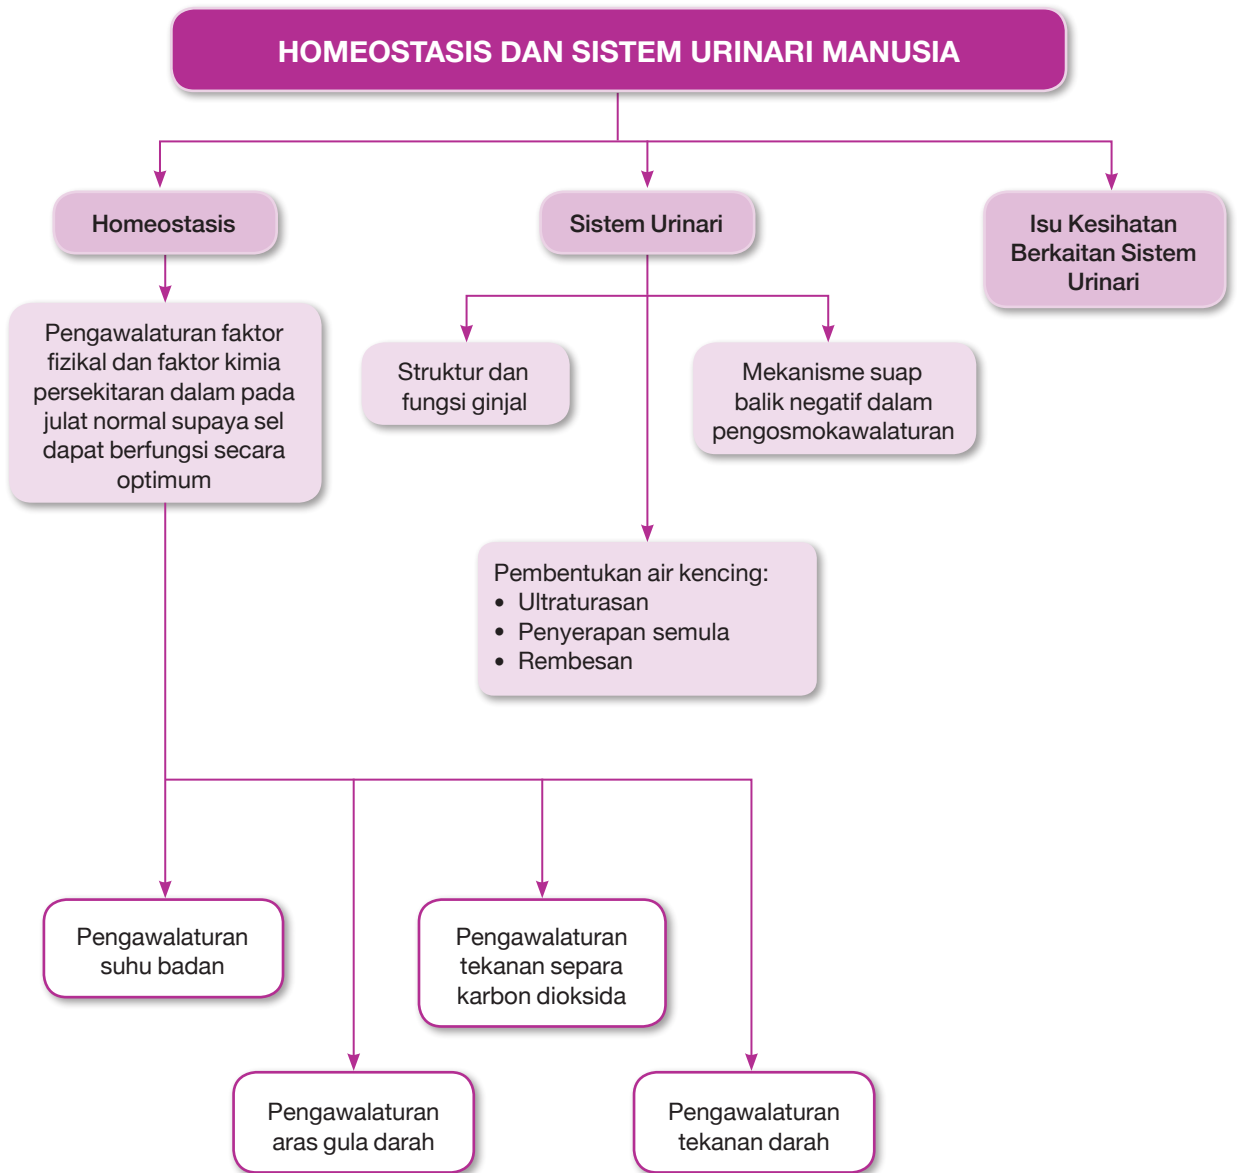 HOMEOSTASIS DAN SISTEM URINARI MANUSIA
Homeostasis
Sistem Urinari
Isu Kesihatan
Berkaitan Sistem
Urinari
Pengawalaturan faktor
fizikal dan faktor kimia
persekitaran dalam pada
julat normal supaya sel
dapat berfungsi secara
optimum
Struktur dan
fungsi ginjal
Mekanisme suap
balik negatif dalam
pengosmokawalaturan
Pembentukan air kencing:
• Ultraturasan
• Penyerapan semula
• Rembesan
Pengawalaturan
suhu badan
Pengawalaturan
tekanan separa
karbon dioksida
Pengawalaturan
aras gula darah
Pengawalaturan
tekanan darah